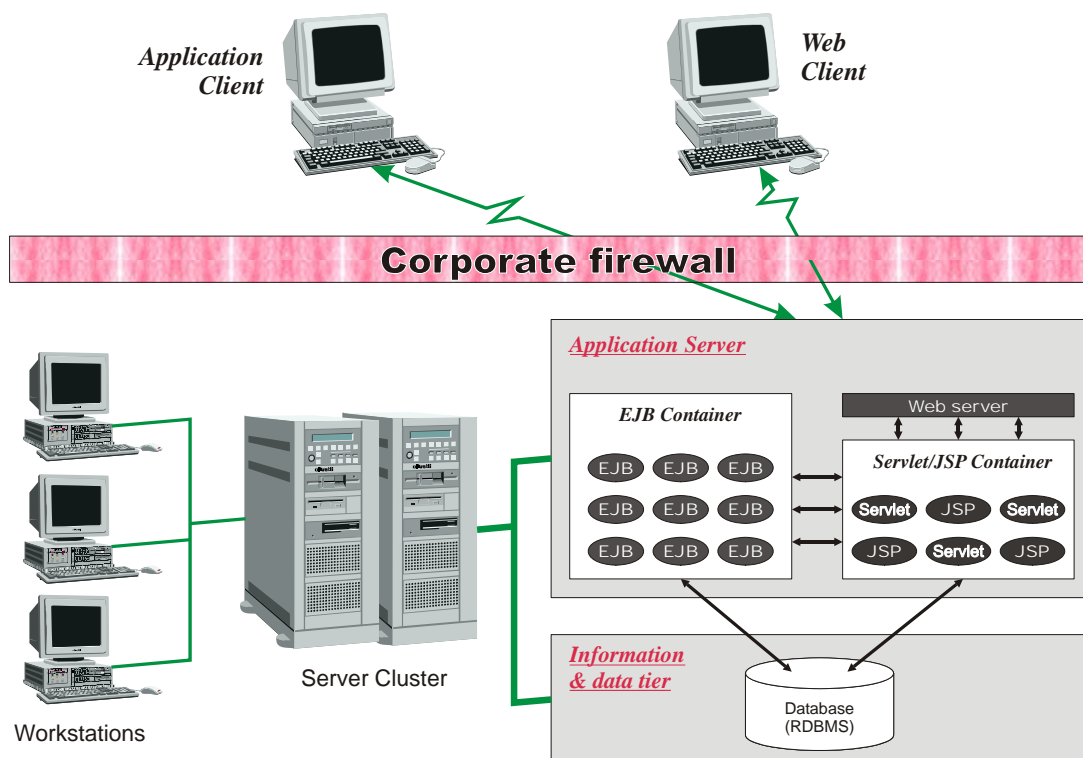 Application
Client
Web
Client
Corporate firewall
Application Server
EJB Container
Web server
Servlet/JSP Container
EJB EJB EJB
EJB EJB EJB
EJB EJB EJB
Servlet JSP Servlet
JSP Servlet JSP
Server Cluster
Workstations
Information
& data tier
Database
(RDBMS)